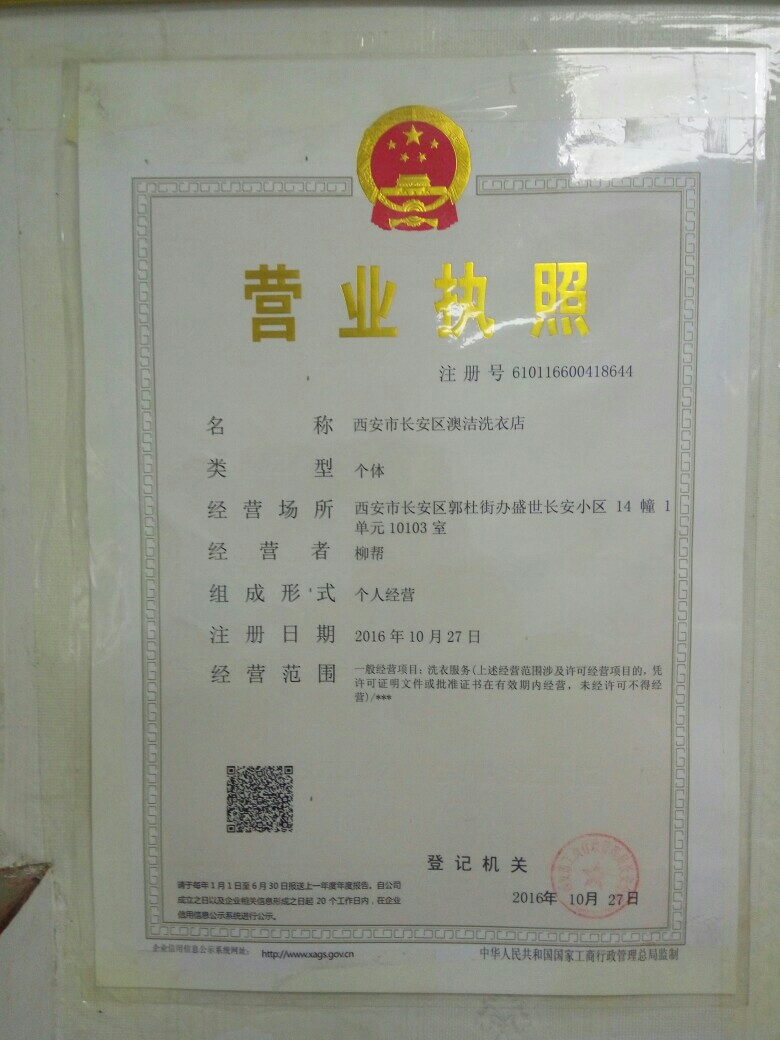 营业执照
注册号 610116600418644
名称 西安市长安区澳洁洗衣店
类型 个体
经营场所 西安市长安区郭杜街办盛世长安小区 14 幢 1
单元 10103 室
经营者 柳帮
组成形式 个人经营
注册日期 2016 年 10 月 27 日
经营范围 一般经营项目：洗衣服务(上述经营范围涉及许可经营项目的，凭
许可证明文件或批准证书在有效期内经营，未经许可不得经
营)/***
登记机关
2016年 10月 27日
请于每年1月1日至6月30日报送上一年度年度报告。自公司
成立之日以及企业相关信息形成之日起 20 个工作日内，在企业
信用信息公示系统进行公示。
企业信用信息公示系统网址： http://www.xags.gov.cn
中华人民共和国国家工商行政管理总局监制